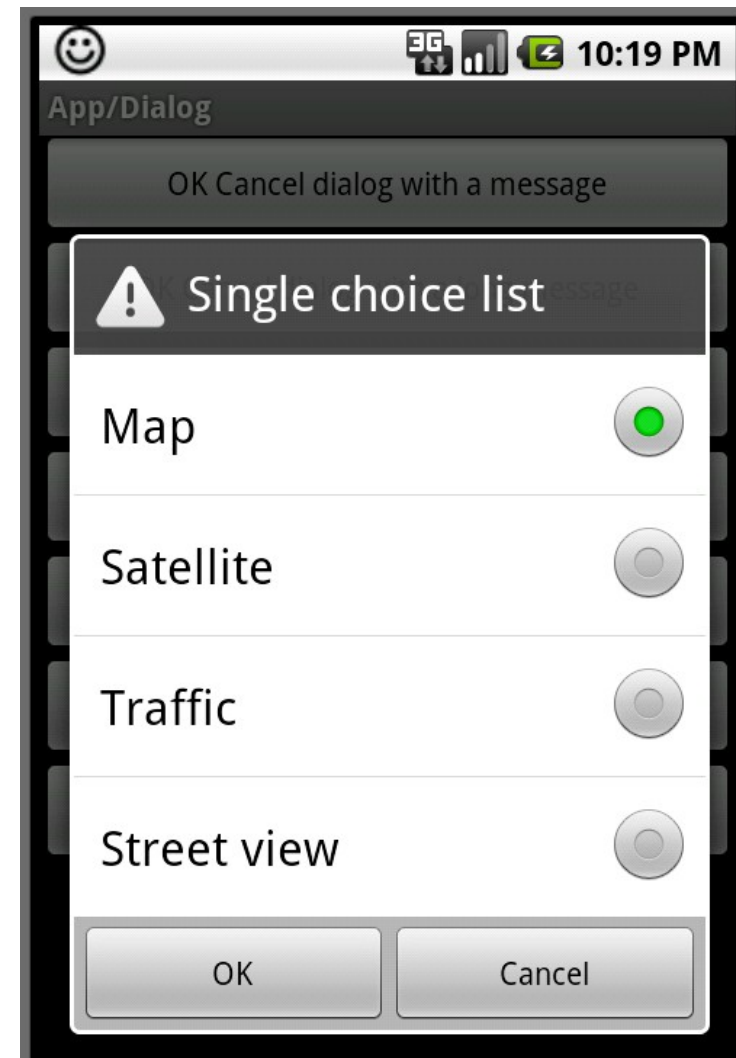 3G 10:19 PM
App/Dialog
OK Cancel dialog with a message
Single choice list
Map
Satellite
Traffic
Street view
OK Cancel